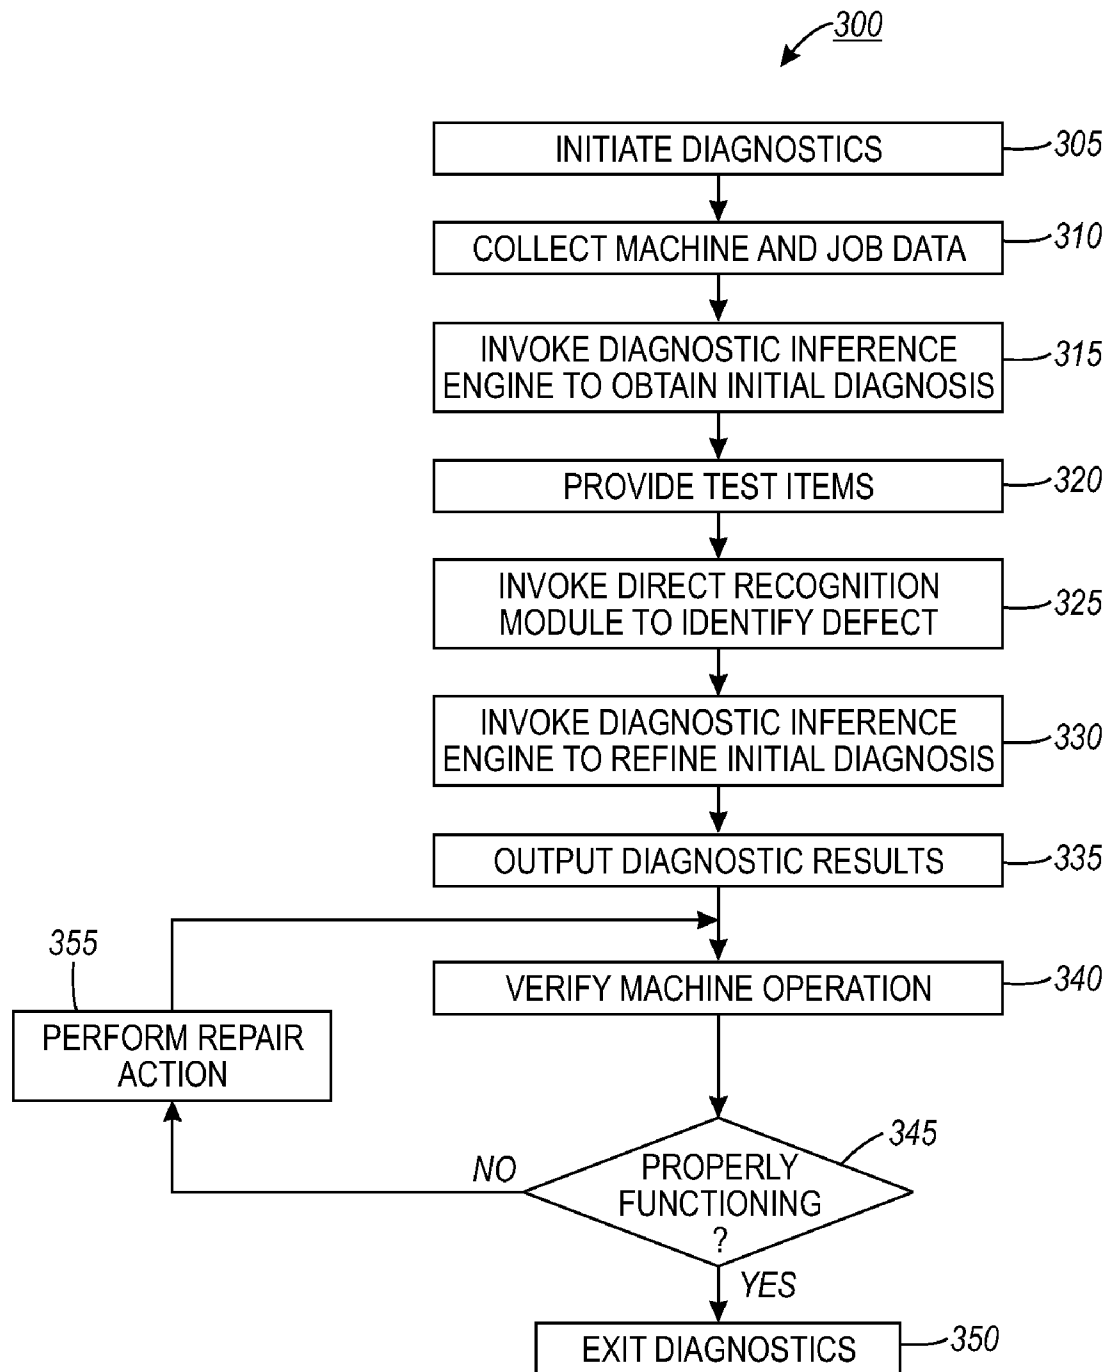 300
INITIATE DIAGNOSTICS
305
COLLECT MACHINE AND JOB DATA
310
INVOKE DIAGNOSTIC INFERENCE
ENGINE TO OBTAIN INITIAL DIAGNOSIS
315
PROVIDE TEST ITEMS
320
INVOKE DIRECT RECOGNITION
MODULE TO IDENTIFY DEFECT
325
INVOKE DIAGNOSTIC INFERENCE
ENGINE TO REFINE INITIAL DIAGNOSIS
330
OUTPUT DIAGNOSTIC RESULTS
335
VERIFY MACHINE OPERATION
340
355
PERFORM REPAIR
ACTION
PROPERLY
FUNCTIONING
?
345
NO
YES
EXIT DIAGNOSTICS
350